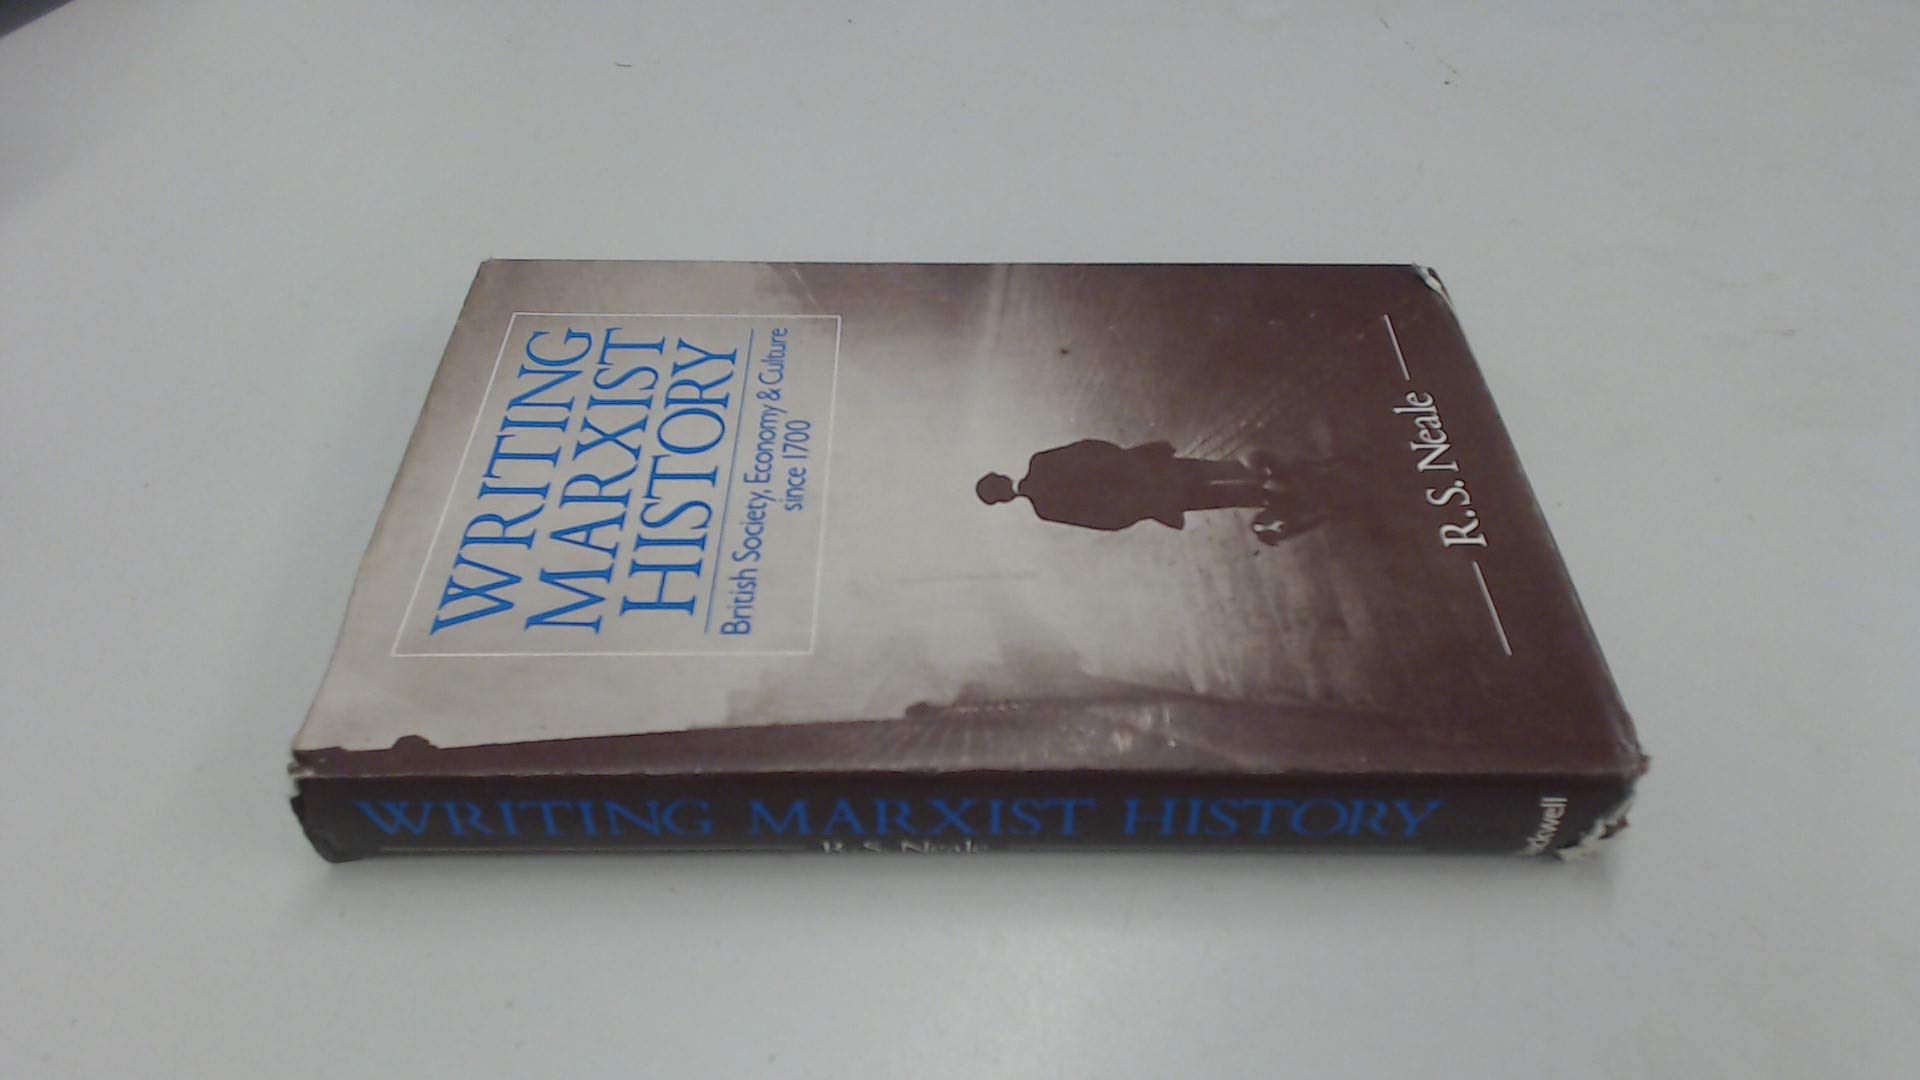 WRITING
MARXIST
HISTORY
British Society, Economy & Culture
since 1700
R.S. Neale
WRITING MARXIST HISTORY
R. S. Neale